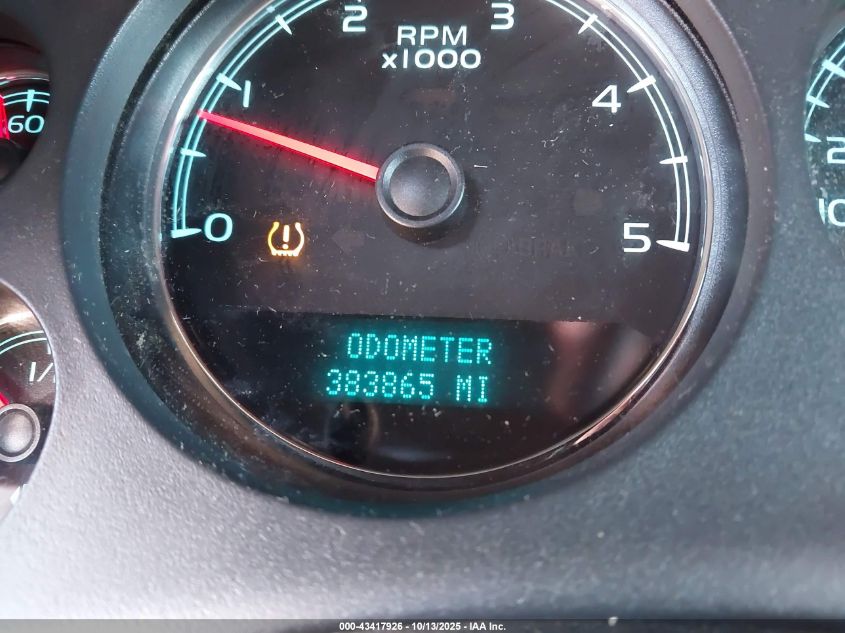 2 3
RPM
x1000
1 4
60
0 5
ODOMETER
383865 MI
000-43417926 - 10/13/2025 - IAA Inc.